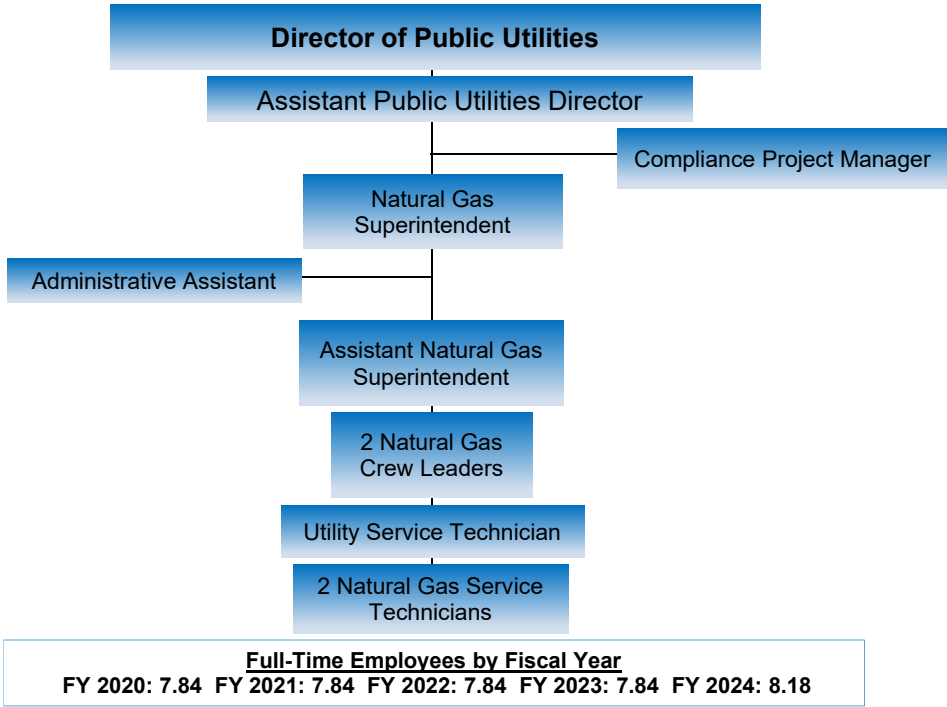 Director of Public Utilities
Assistant Public Utilities Director
Compliance Project Manager
Natural Gas
Superintendent
Administrative Assistant
Assistant Natural Gas
Superintendent
2 Natural Gas
Crew Leaders
Utility Service Technician
2 Natural Gas Service
Technicians
Full-Time Employees by Fiscal Year
FY 2020: 7.84 FY 2021: 7.84 FY 2022: 7.84 FY 2023: 7.84 FY 2024: 8.18